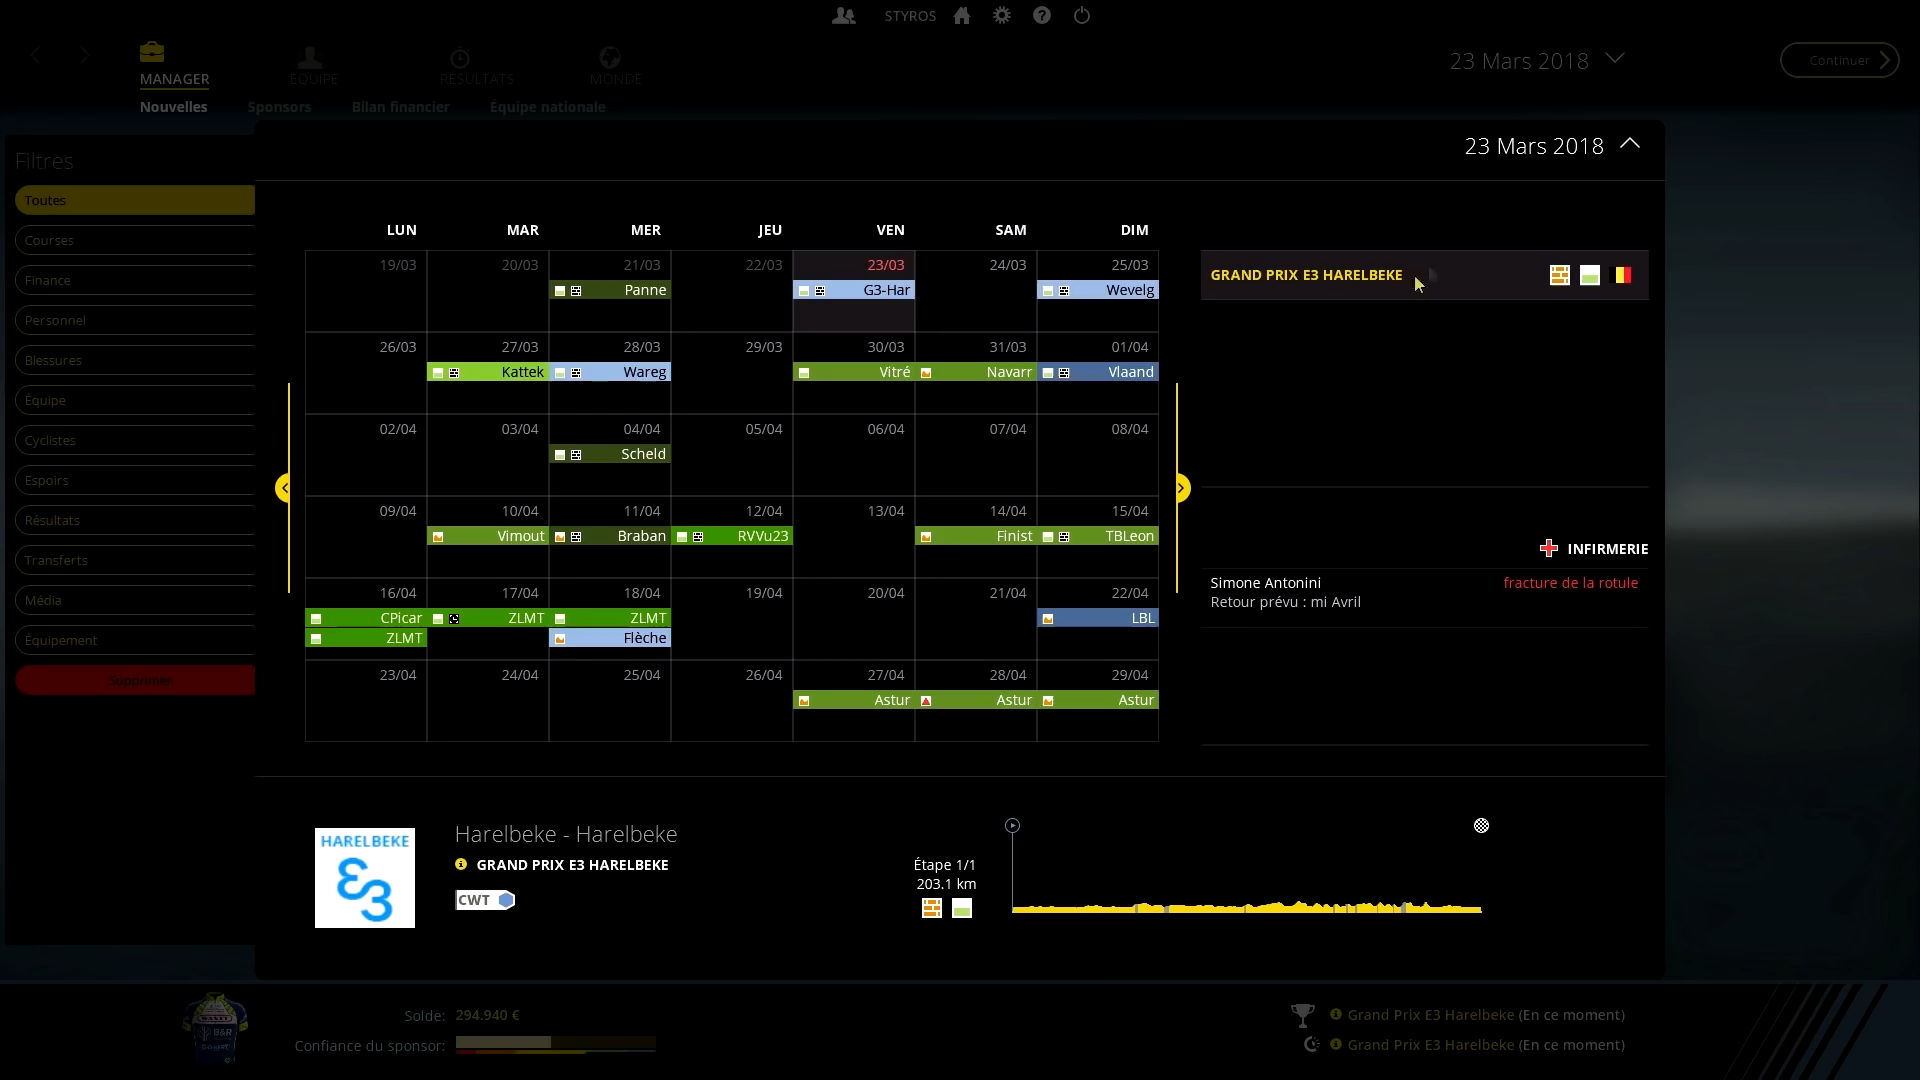 STYROS
MANAGER
ÉQUIPE
RÉSULTATS
MONDE
23 Mars 2018
Continuer
Nouvelles
Sponsors
Bilan financier
Équipe nationale
Filtres
Toutes
Courses
Finance
Personnel
Blessures
Équipe
Cyclistes
Espoirs
Résultats
Transferts
Média
Équipement
Supprimer
23 Mars 2018
LUN MAR MER JEU VEN SAM DIM
19/03 20/03 21/03 22/03 23/03 24/03 25/03
Panne G3-Har Wevelg
26/03 27/03 28/03 29/03 30/03 31/03 01/04
Kattek Wareg Vitré Navarr Vlaand
02/04 03/04 04/04 05/04 06/04 07/04 08/04
Scheld
09/04 10/04 11/04 12/04 13/04 14/04 15/04
Vimout Braban RVVu23 Finist TBLeon
16/04 17/04 18/04 19/04 20/04 21/04 22/04
CPicar ZLMT ZLMT LBL
ZLMT Flèche
23/04 24/04 25/04 26/04 27/04 28/04 29/04
Astur Astur Astur
GRAND PRIX E3 HARELBEKE
INFIRMERIE
Simone Antonini fracture de la rotule
Retour prévu : mi Avril
HARELBEKE
E3
Harelbeke - Harelbeke
GRAND PRIX E3 HARELBEKE
CWT
Étape 1/1
203.1 km
Solde: 294.940 €
Confiance du sponsor:
Grand Prix E3 Harelbeke (En ce moment)
Grand Prix E3 Harelbeke (En ce moment)